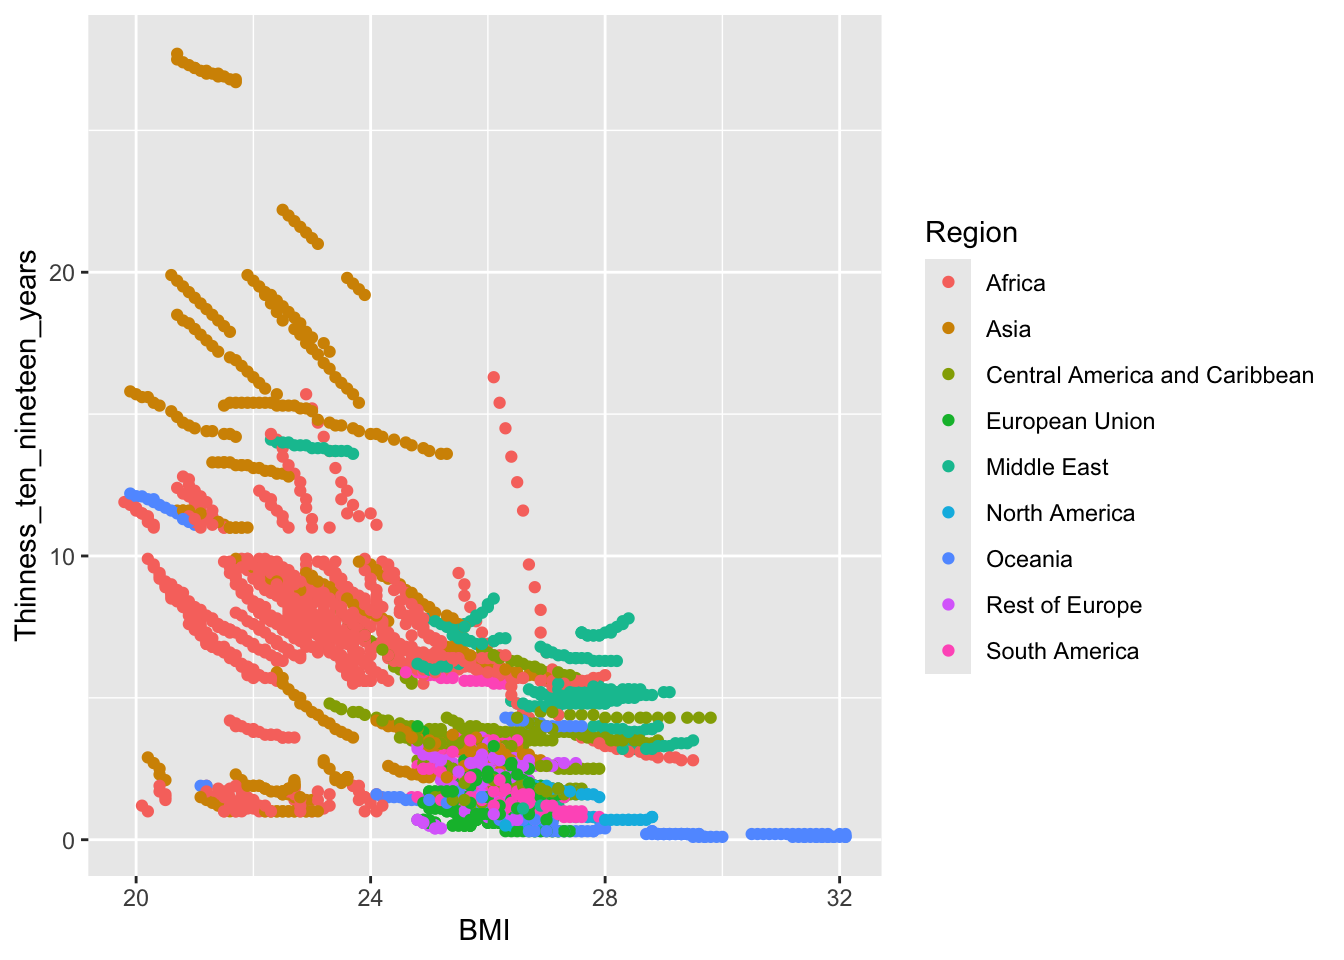 Thinness_ten_nineteen_years
20
10
0
20
24
28
32
BMI
Region
Africa
Asia
Central America and Caribbean
European Union
Middle East
North America
Oceania
Rest of Europe
South America